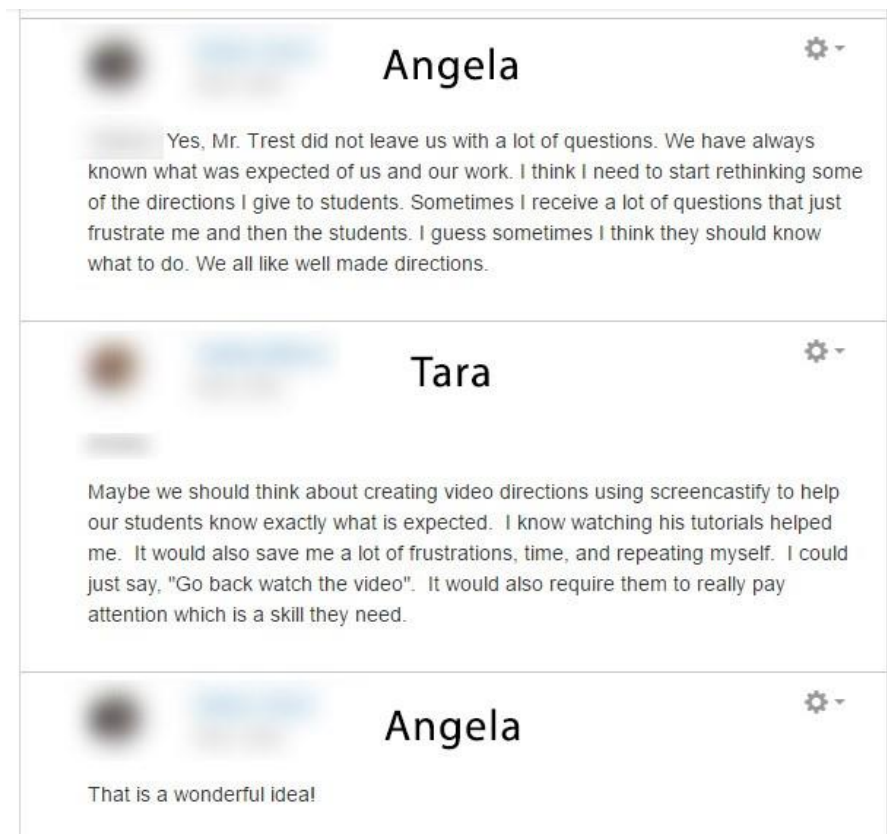 Angela
Yes, Mr. Trest did not leave us with a lot of questions. We have always
known what was expected of us and our work. I think I need to start rethinking some
of the directions I give to students. Sometimes I receive a lot of questions that just
frustrate me and then the students. I guess sometimes I think they should know
what to do. We all like well made directions.
Tara
Maybe we should think about creating video directions using screencastify to help
our students know exactly what is expected.  I know watching his tutorials helped
me.  It would also save me a lot of frustrations, time, and repeating myself.  I could
just say, "Go back watch the video".  It would also require them to really pay
attention which is a skill they need.
Angela
That is a wonderful idea!